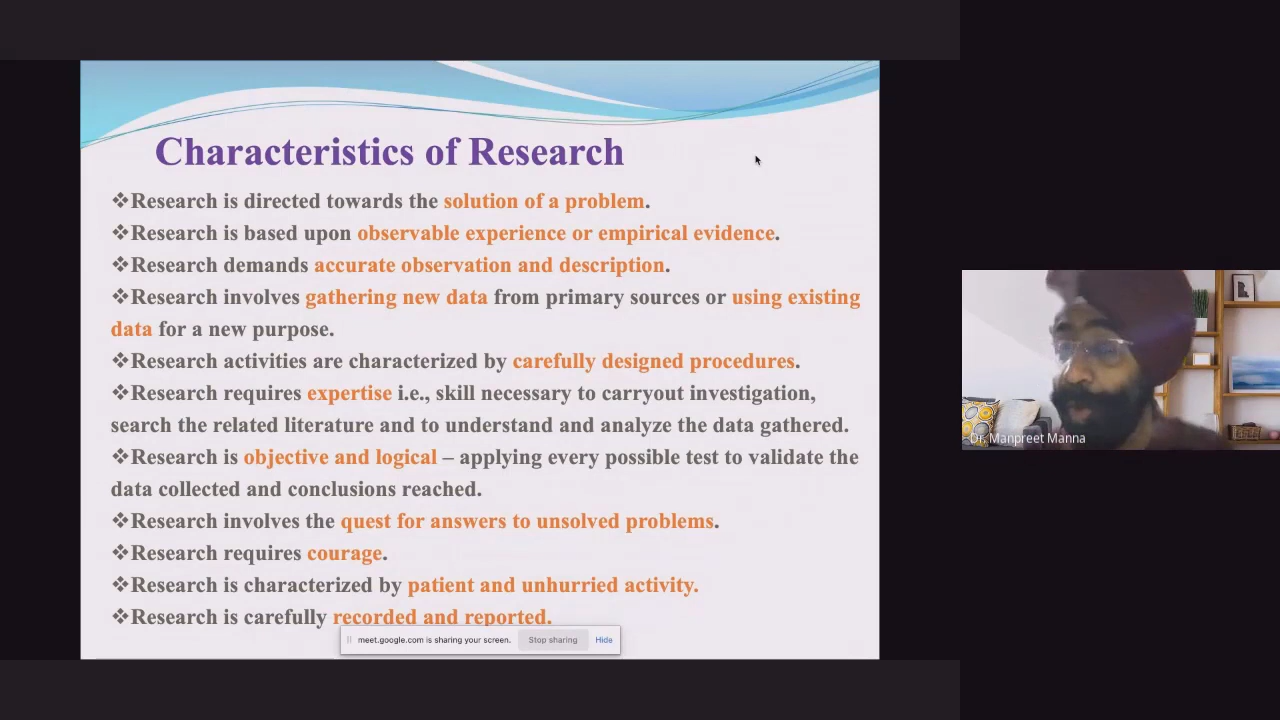 Characteristics of Research
❖Research is directed towards the solution of a problem.
❖Research is based upon observable experience or empirical evidence.
❖Research demands accurate observation and description.
❖Research involves gathering new data from primary sources or using existing
data for a new purpose.
❖Research activities are characterized by carefully designed procedures.
❖Research requires expertise i.e., skill necessary to carryout investigation,
search the related literature and to understand and analyze the data gathered.
❖Research is objective and logical – applying every possible test to validate the
data collected and conclusions reached.
❖Research involves the quest for answers to unsolved problems.
❖Research requires courage.
❖Research is characterized by patient and unhurried activity.
❖Research is carefully recorded and reported.
meet.google.com is sharing your screen. Stop sharing Hide
Dr. Manpreet Manna